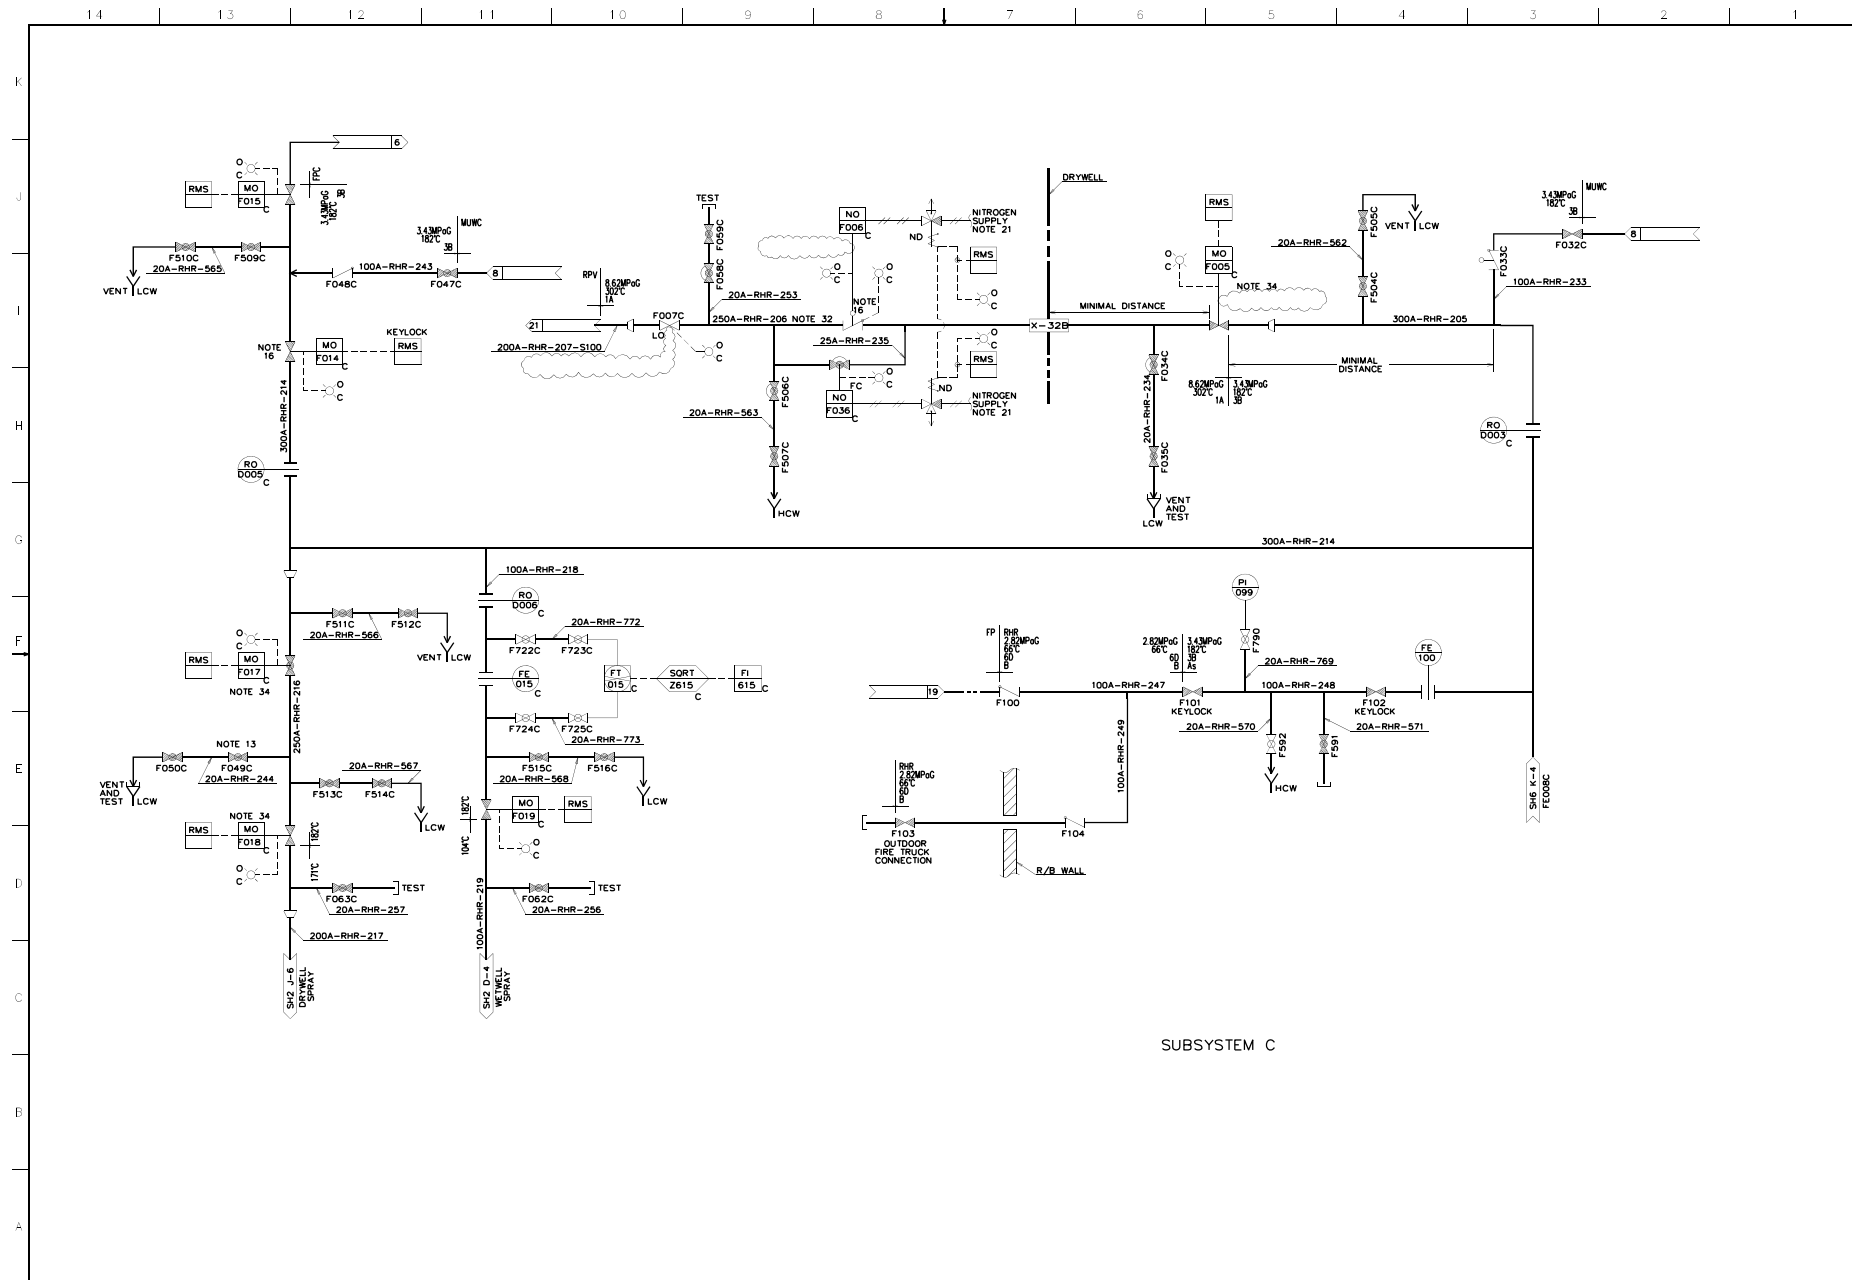 14 13 12 11 10 9 8 7 6 5 4 3 2 1
K
J
I
H
G
F
E
D
C
B
A
6
O
C
RMS
MO
F015
C
FPC
3.43MPaG
182℃
3B
F510C
F509C
20A-RHR-565
VENT
LCW
3.43MPaG
182℃
3B
MUWC
100A-RHR-243
F048C
F047C
8
NOTE
16
MO
F014
C
KEYLOCK
RMS
O
C
300A-RHR-214
RO
D005
C
RPV
8.62MPaG
302℃
1A
21
200A-RHR-207-S100
F007C
LO
O
C
TEST
F059C
F058C
20A-RHR-253
250A-RHR-206 NOTE 32
NO
F006
C
O
C
O
C
NOTE
16
ND
NITROGEN
SUPPLY
NOTE 21
RMS
O
C
25A-RHR-235
O
C
RMS
FC
O
C
NO
F036
C
ND
NITROGEN
SUPPLY
NOTE 21
F506C
20A-RHR-563
F507C
HCW
DRYWELL
X-32B
MINIMAL DISTANCE
RMS
O
C
MO
F005
C
NOTE 34
F034C
20A-RHR-234
F035C
LCW
VENT
AND
TEST
8.62MPaG
302℃
1A
3.43MPaG
182℃
3B
20A-RHR-562
F505C
F504C
VENT
LCW
300A-RHR-205
MINIMAL
DISTANCE
3.43MPaG
182℃
3B
MUWC
F032C
8
F033C
100A-RHR-233
RO
D003
C
300A-RHR-214
100A-RHR-218
RO
D006
C
F511C
F512C
20A-RHR-566
VENT
LCW
O
C
RMS
MO
F017
C
NOTE 34
250A-RHR-216
20A-RHR-772
F722C
F723C
FE
015
C
FT
015
C
SQRT
Z615
C
FI
615
C
F724C
F725C
20A-RHR-773
NOTE 13
F050C
F049C
20A-RHR-244
VENT
AND
TEST
LCW
20A-RHR-567
F513C
F514C
LCW
F515C
F516C
20A-RHR-568
LCW
NOTE 34
RMS
MO
F018
C
O
C
182℃
171℃
182℃
104℃
MO
F019
C
RMS
O
C
F063C
TEST
20A-RHR-257
100A-RHR-219
F062C
TEST
20A-RHR-256
200A-RHR-217
SH2 J-6
DRYWELL
SPRAY
SH2 D-4
WETWELL
SPRAY
PI
099
F790
20A-RHR-769
FP
RHR
2.82MPaG
66℃
6D
B
2.82MPaG
66℃
6D
B
3.43MPaG
182℃
3B
As
FE
100
19
F100
100A-RHR-247
F101
KEYLOCK
100A-RHR-248
F102
KEYLOCK
20A-RHR-570
F592
HCW
20A-RHR-571
F591
100A-RHR-249
RHR
2.82MPaG
66℃
6D
B
F103
OUTDOOR
FIRE TRUCK
CONNECTION
F104
R/B WALL
SH6 K-4
FE008C
SUBSYSTEM C